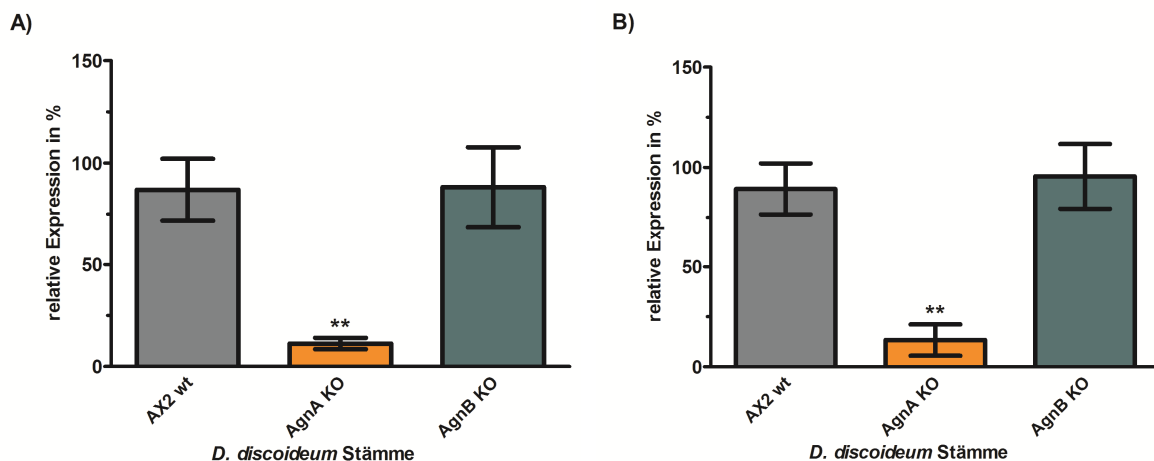 A)
relative Expression in %
150
100
50
0
**
AX2 wt
AgnA KO
AgnB KO
D. discoideum Stämme
B)
relative Expression in %
150
100
50
0
**
AX2 wt
AgnA KO
AgnB KO
D. discoideum Stämme